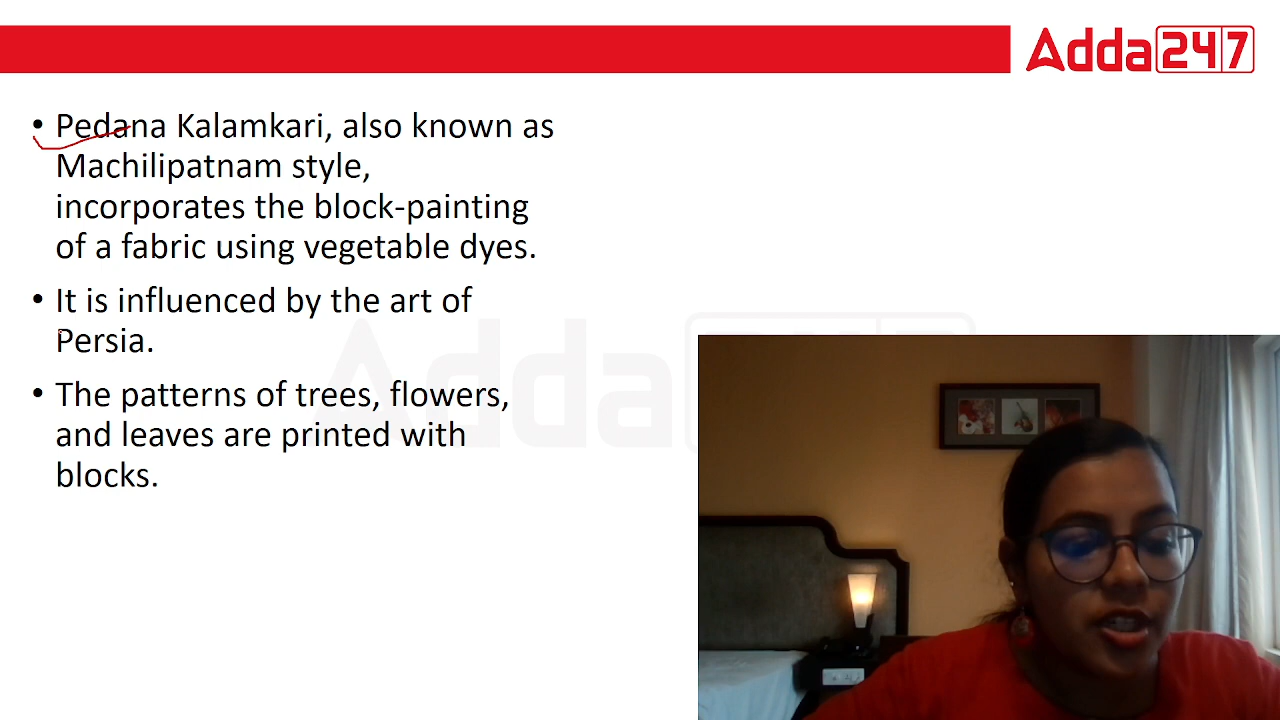 Adda247
• Pedana Kalamkari, also known as
Machilipatnam style,
incorporates the block-painting
of a fabric using vegetable dyes.
• It is influenced by the art of
Persia.
• The patterns of trees, flowers,
and leaves are printed with
blocks.
Adda247